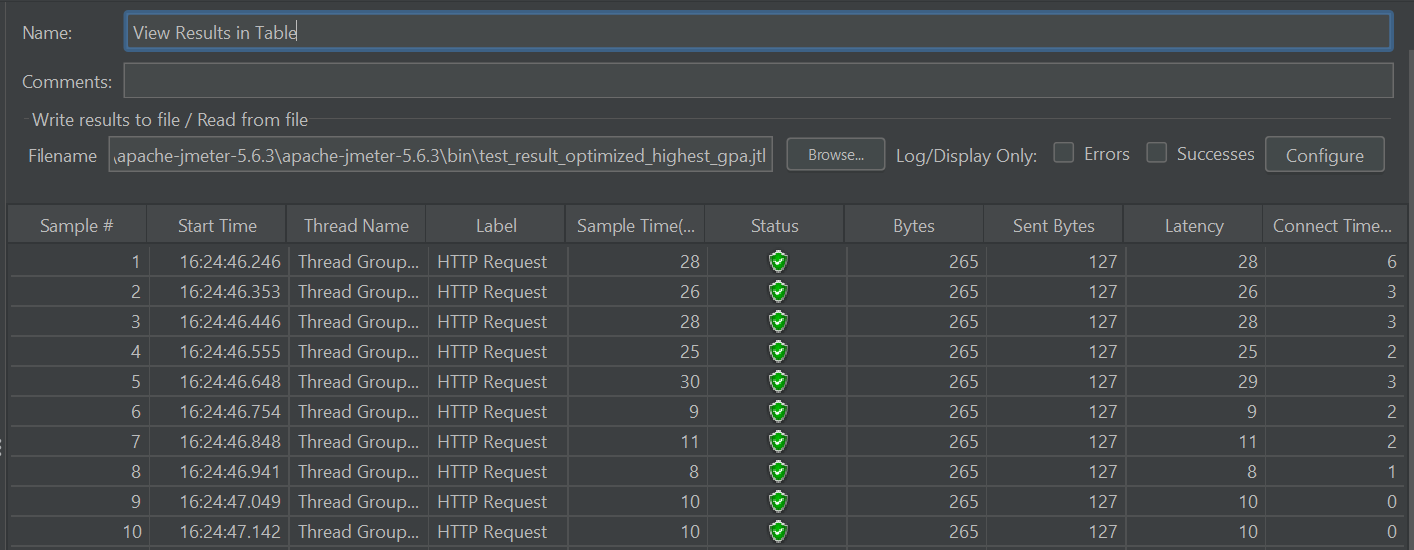 Name: View Results in Table
Comments:
Write results to file / Read from file
Filename \apache-jmeter-5.6.3\apache-jmeter-5.6.3\bin\test_result_optimized_highest_gpa.jtl Browse... Log/Display Only: Errors Successes Configure
Sample # Start Time Thread Name Label Sample Time(... Status Bytes Sent Bytes Latency Connect Time...
1 16:24:46.246 Thread Group... HTTP Request 28 265 127 28 6
2 16:24:46.353 Thread Group... HTTP Request 26 265 127 26 3
3 16:24:46.446 Thread Group... HTTP Request 28 265 127 28 3
4 16:24:46.555 Thread Group... HTTP Request 25 265 127 25 2
5 16:24:46.648 Thread Group... HTTP Request 30 265 127 29 3
6 16:24:46.754 Thread Group... HTTP Request 9 265 127 9 2
7 16:24:46.848 Thread Group... HTTP Request 11 265 127 11 2
8 16:24:46.941 Thread Group... HTTP Request 8 265 127 8 1
9 16:24:47.049 Thread Group... HTTP Request 10 265 127 10 0
10 16:24:47.142 Thread Group... HTTP Request 10 265 127 10 0